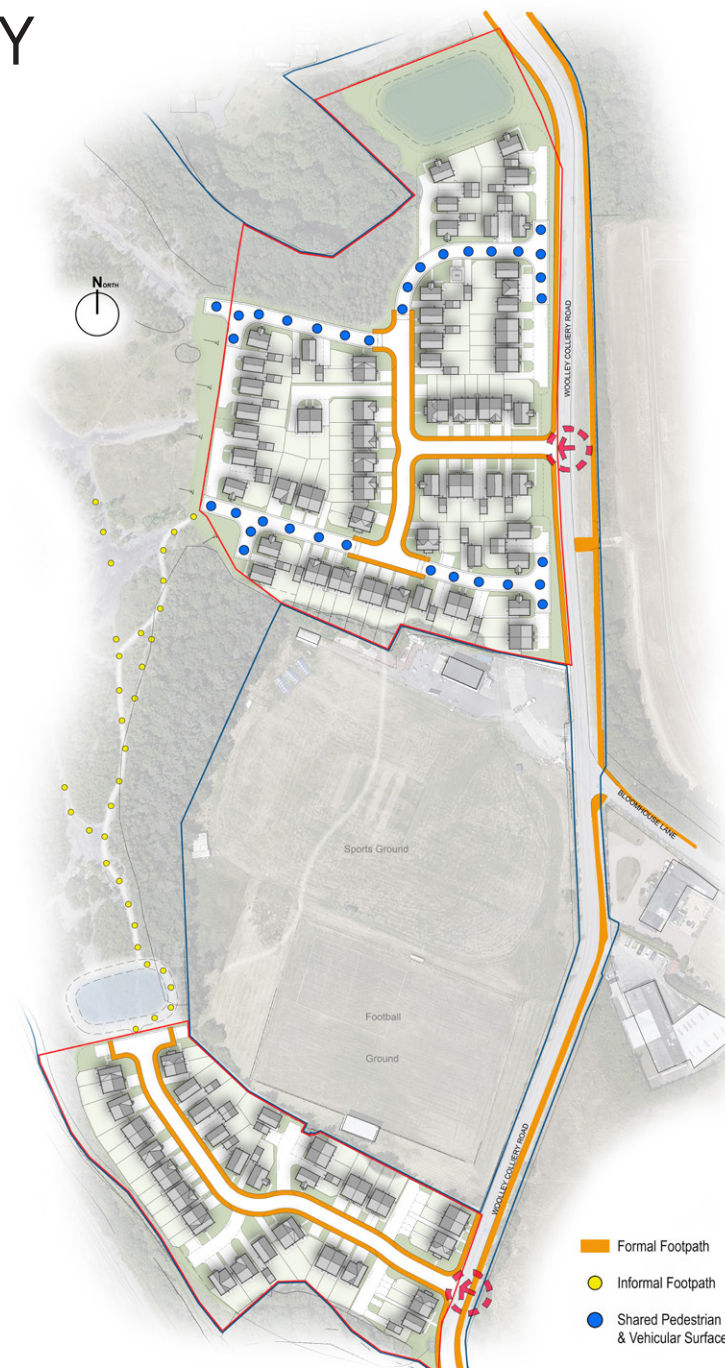 Y
NORTH
WOOLLEY COLLIERY ROAD
BLOOMHOUSE LANE
Sports Ground
Football
Ground
WOOLLEY COLLIERY ROAD
Formal Footpath
Informal Footpath
Shared Pedestrian
& Vehicular Surface